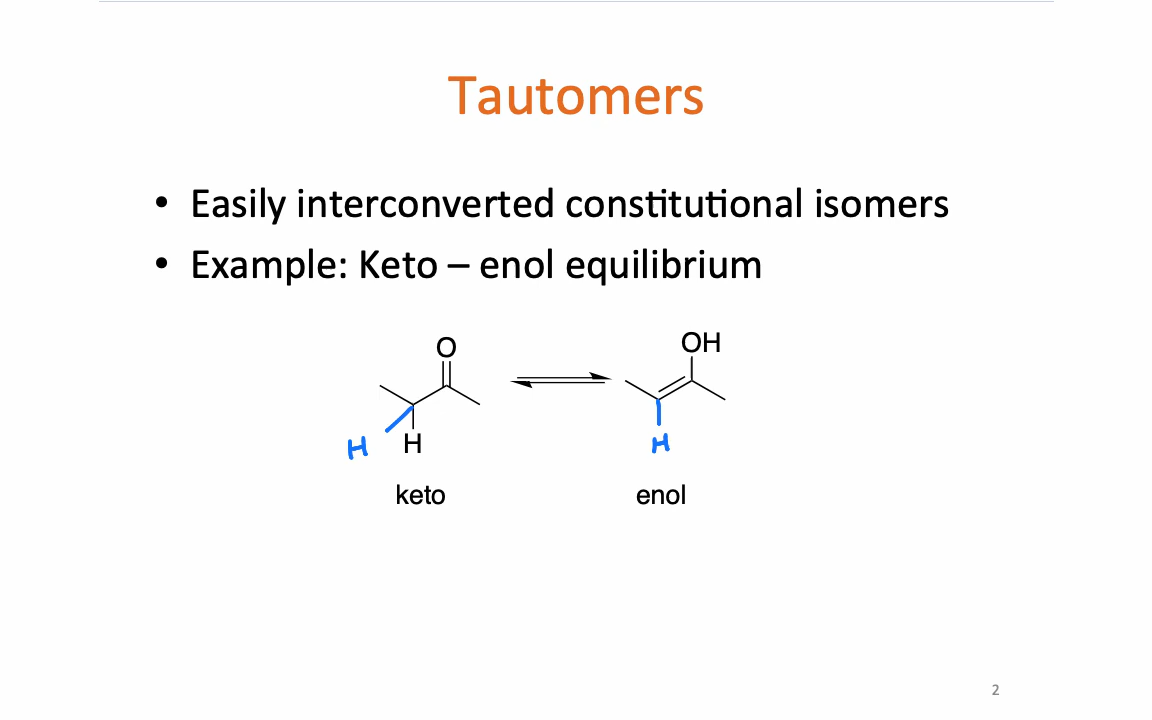 Tautomers
• Easily interconverted constitutional isomers
• Example: Keto – enol equilibrium
O
OH
H
H
H
keto
enol
2